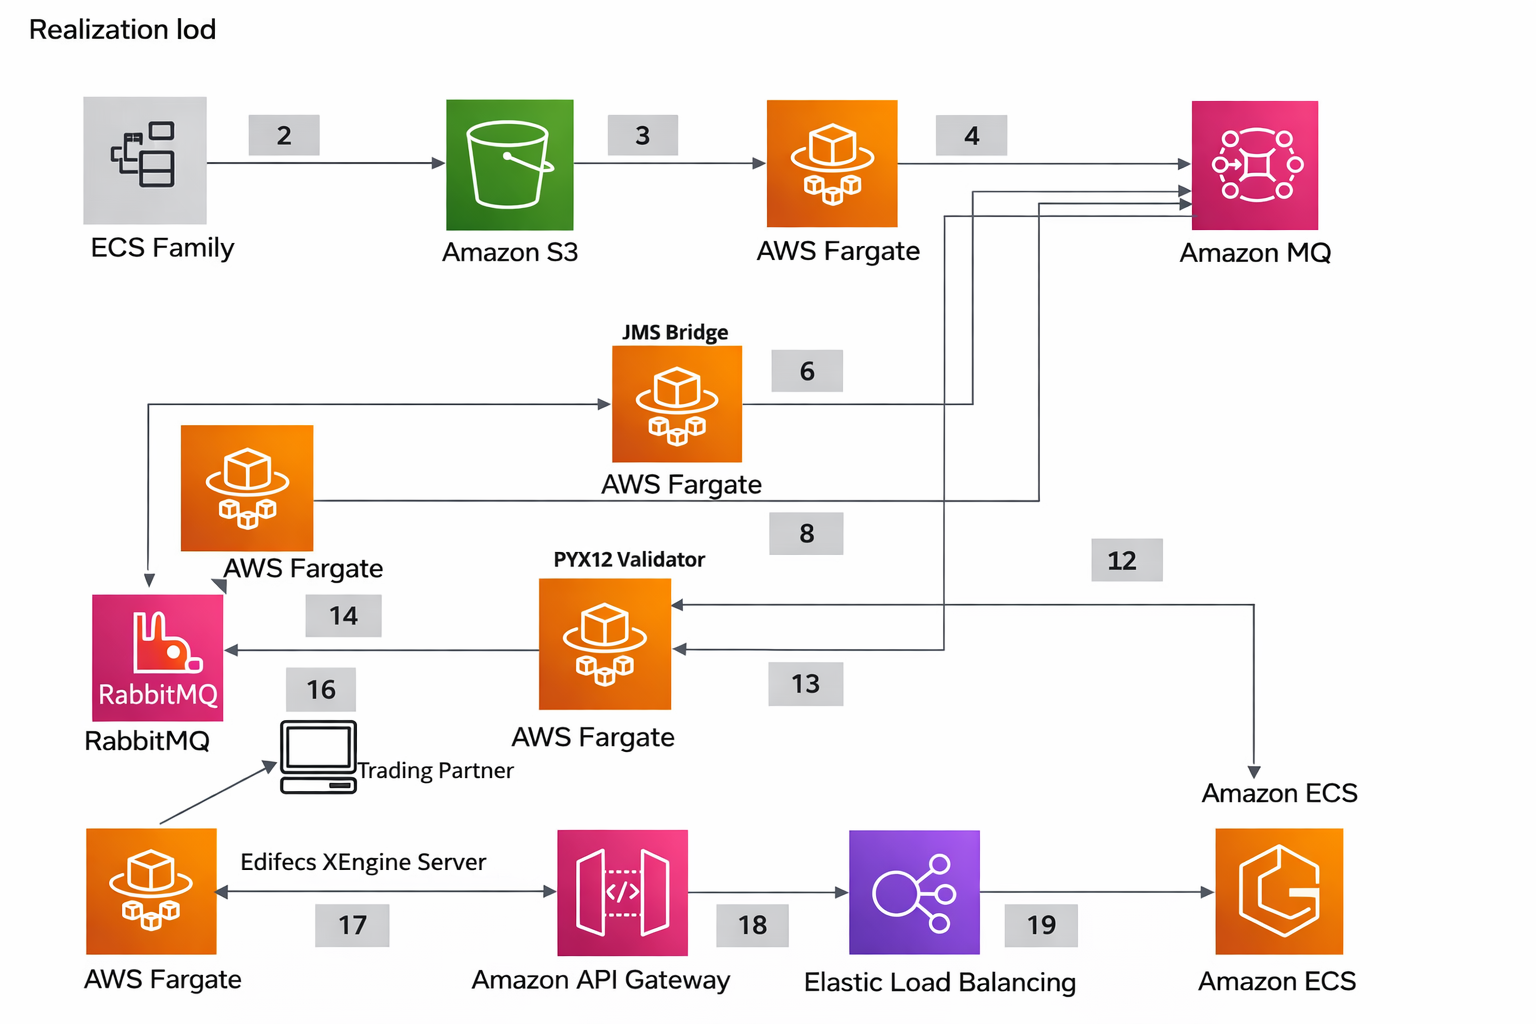 Realization lod
2
3
4
ECS Family
Amazon S3
AWS Fargate
Amazon MQ
JMS Bridge
6
AWS Fargate
8
AWS Fargate
PYX12 Validator
12
14
13
16
RabbitMQ
RabbitMQ
AWS Fargate
Trading Partner
Amazon ECS
Edifecs XEngine Server
17
18
19
AWS Fargate
Amazon API Gateway
Elastic Load Balancing
Amazon ECS